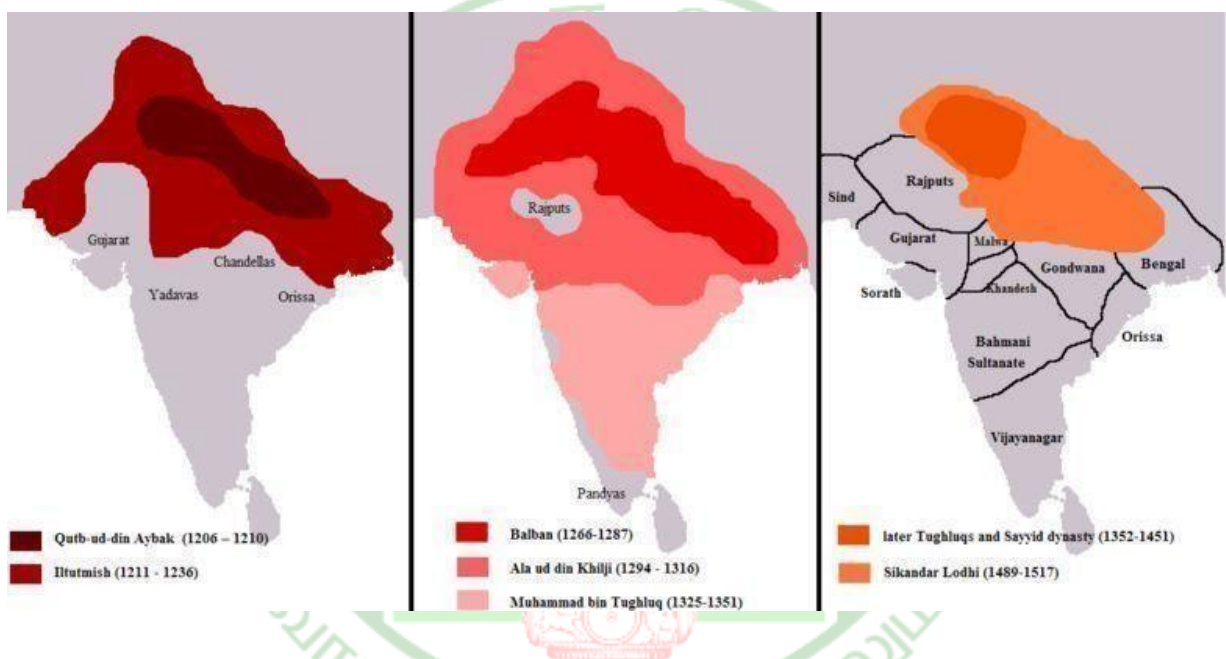 Gujarat
Chandellas
Yadavas
Orissa
Qutb-ud-din Aybak (1206 – 1210)
Iltutmish (1211 - 1236)
Rajputs
Pandyas
Balban (1266-1287)
Ala ud din Khilji (1294 - 1316)
Muhammad bin Tughluq (1325-1351)
Rajputs
Sind
Gujarat
Malwa
Gondwana
Bengal
Sorath
Khandesh
Orissa
Bahmani
Sultanate
Vijayanagar
later Tughluqs and Sayyid dynasty (1352-1451)
Sikandar Lodhi (1489-1517)